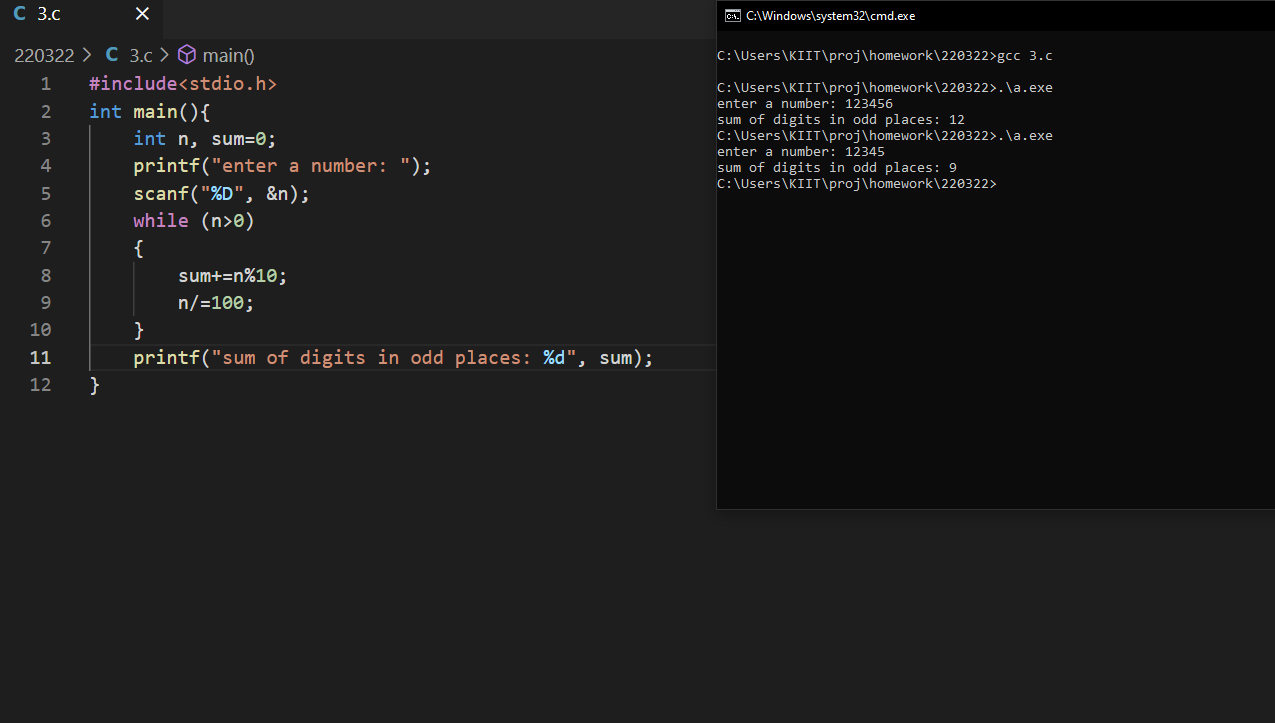 C 3.c ×
220322 > C 3.c > main()
1 #include<stdio.h>
2 int main(){
3     int n, sum=0;
4     printf("enter a number: ");
5     scanf("%D", &n);
6     while (n>0)
7     {
8         sum+=n%10;
9         n/=100;
10     }
11     printf("sum of digits in odd places: %d", sum);
12 }
C:\Windows\system32\cmd.exe
C:\Users\KIIT\proj\homework\220322>gcc 3.c
C:\Users\KIIT\proj\homework\220322>.\a.exe
enter a number: 123456
sum of digits in odd places: 12
C:\Users\KIIT\proj\homework\220322>.\a.exe
enter a number: 12345
sum of digits in odd places: 9
C:\Users\KIIT\proj\homework\220322>